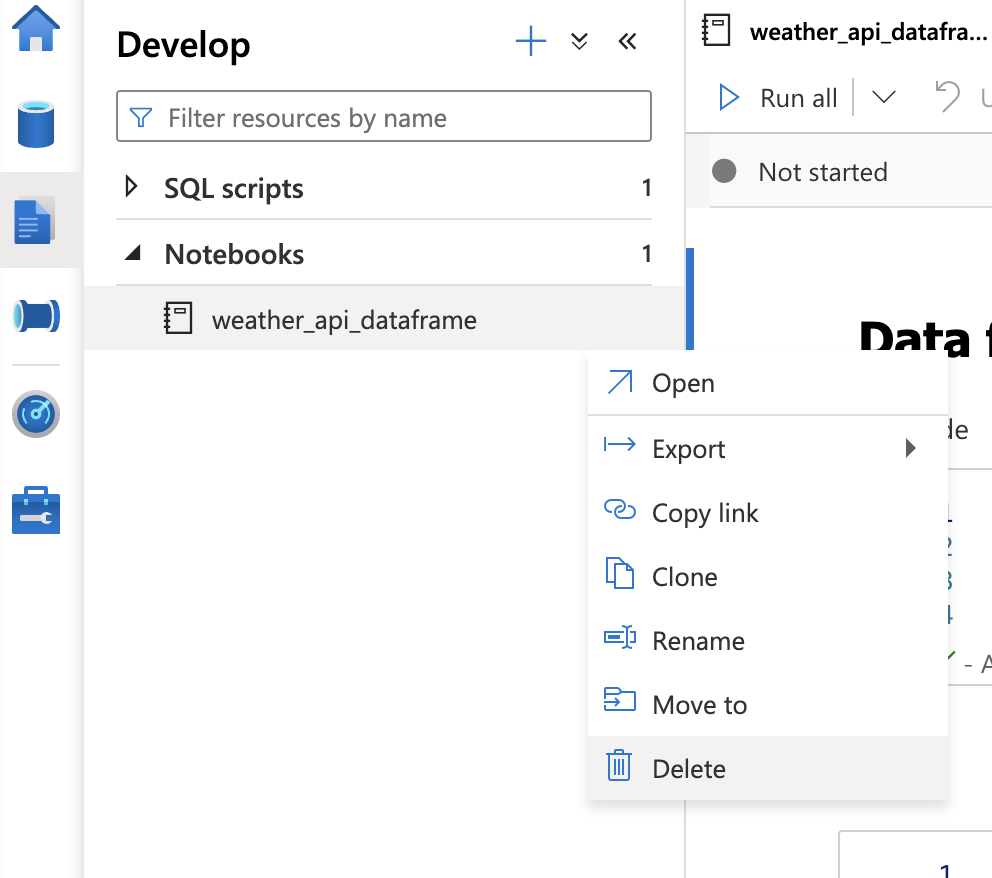 Develop
Filter resources by name
SQL scripts 1
Notebooks 1
weather_api_dataframe
weather_api_datafra...
Run all
Not started
Data
de
Open
Export
Copy link
Clone
Rename
Move to
Delete
1
2
3
4
- A
1